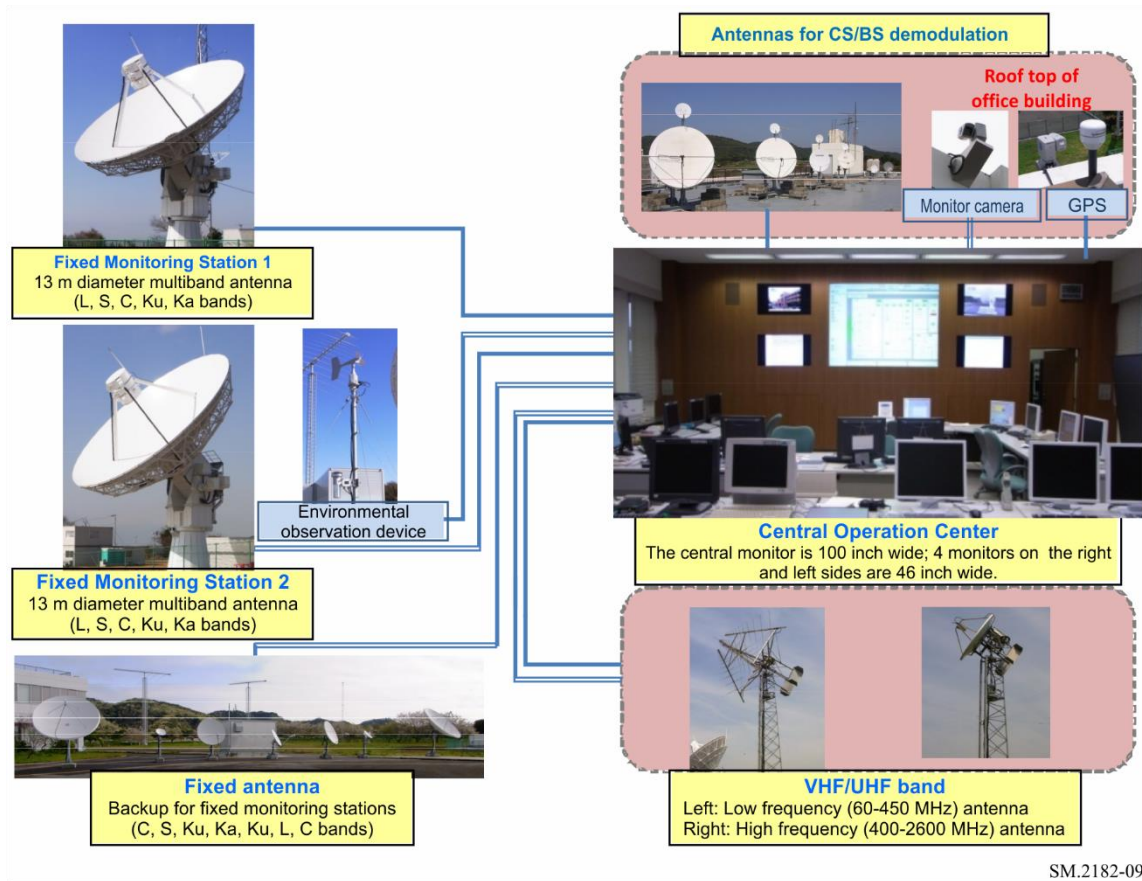 Antennas for CS/BS demodulation
Roof top of
office building
Monitor camera
GPS
Fixed Monitoring Station 1
13 m diameter multiband antenna
(L, S, C, Ku, Ka bands)
Environmental
observation device
Fixed Monitoring Station 2
13 m diameter multiband antenna
(L, S, C, Ku, Ka bands)
Central Operation Center
The central monitor is 100 inch wide; 4 monitors on the right
and left sides are 46 inch wide.
Fixed antenna
Backup for fixed monitoring stations
(C, S, Ku, Ka, Ku, L, C bands)
VHF/UHF band
Left: Low frequency (60-450 MHz) antenna
Right: High frequency (400-2600 MHz) antenna
SM.2182-09